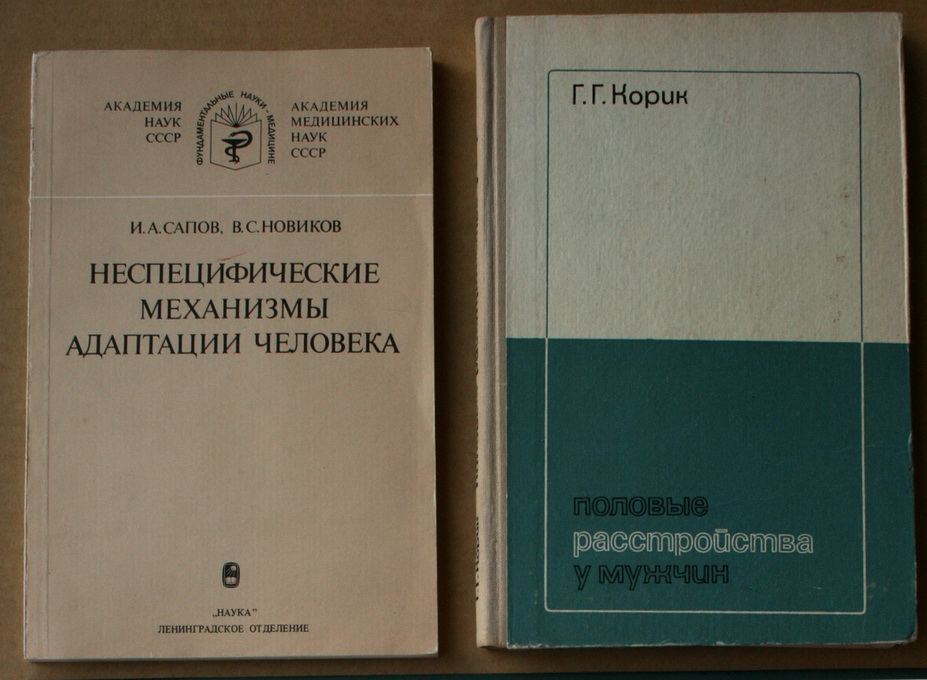 АКАДЕМИЯ
НАУК
СССР
ФУНДАМЕНТАЛЬНЫЕ НАУКИ - МЕДИЦИНЕ
АКАДЕМИЯ
МЕДИЦИНСКИХ
НАУК
СССР
И. А. САПОВ, В. С. НОВИКОВ
НЕСПЕЦИФИЧЕСКИЕ
МЕХАНИЗМЫ
АДАПТАЦИИ ЧЕЛОВЕКА
„НАУКА”
ЛЕНИНГРАДСКОЕ ОТДЕЛЕНИЕ
Г. Г. Корик
половые
расстройства
у мужчин